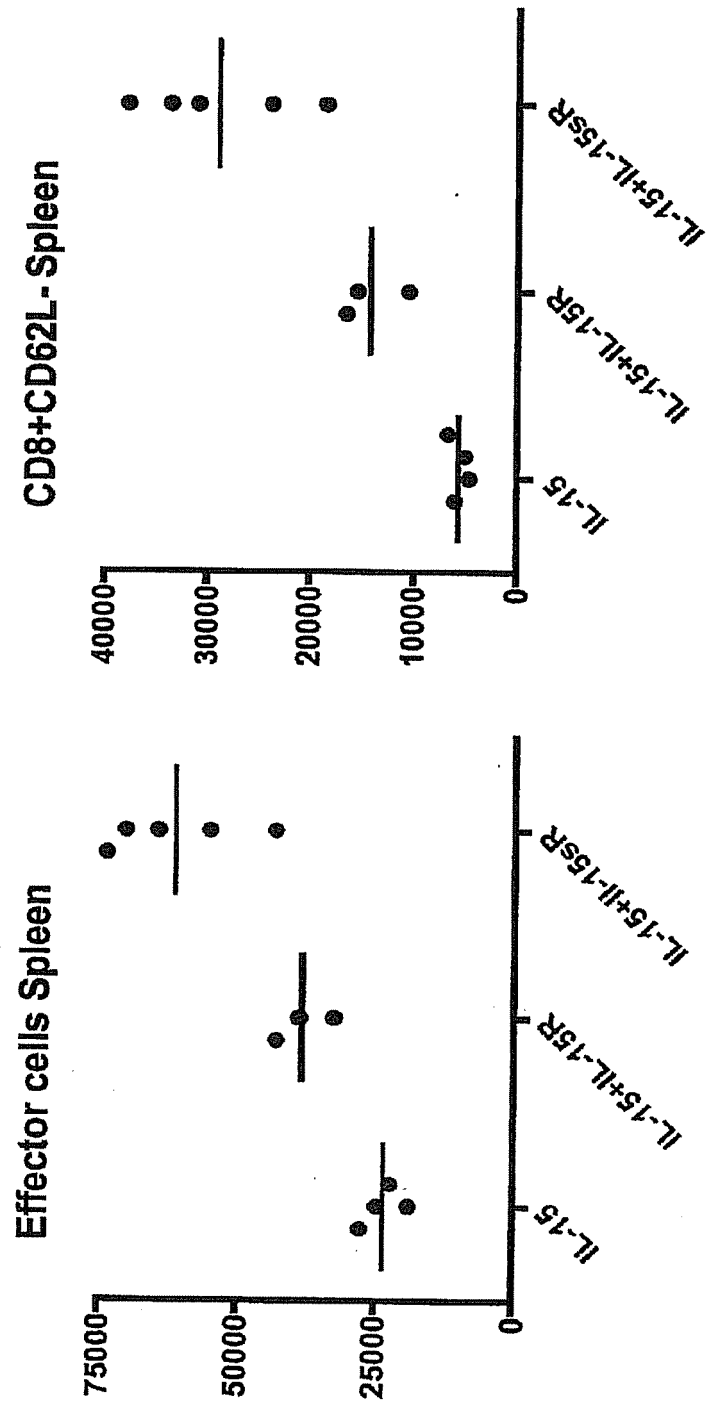 Effector cells Spleen
75000
50000
25000
0
IL-15
IL-15+IL-15R
IL-15+Il-15sR
CD8+CD62L- Spleen
40000
30000
20000
10000
0
IL-15
IL-15+IL-15R
IL-15+IL-15sR